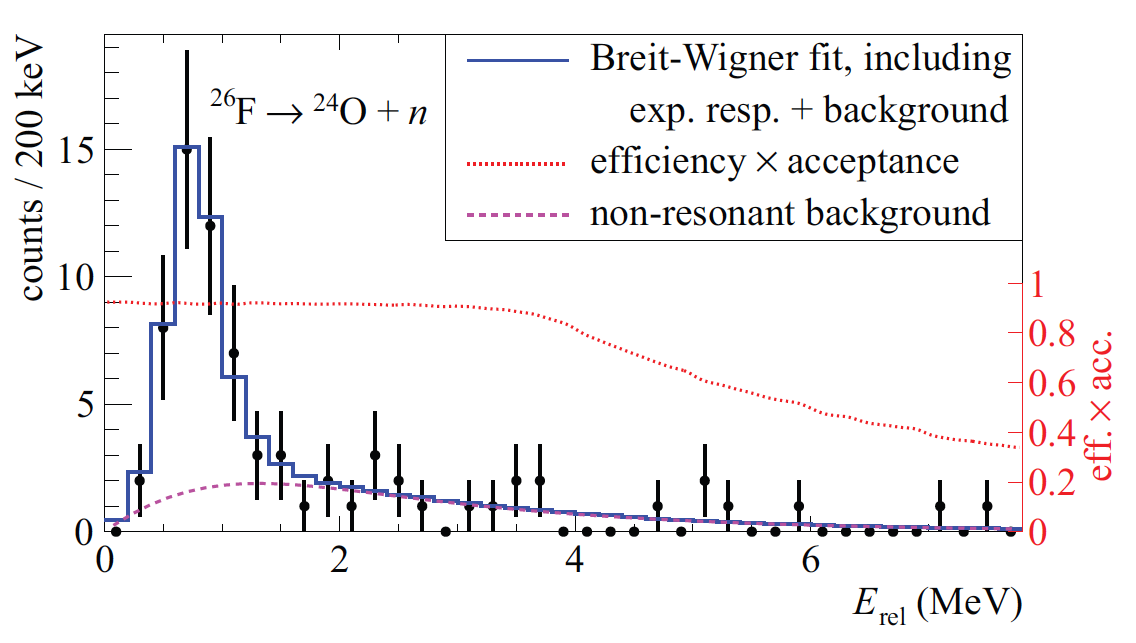 counts / 200 keV
15
10
5
0
²⁶F → ²⁴O + n
Breit-Wigner fit, including
exp. resp. + background
efficiency × acceptance
non-resonant background
1
0.8
0.6
0.4
0.2
0
eff. × acc.
0 2 4 6
E_rel (MeV)